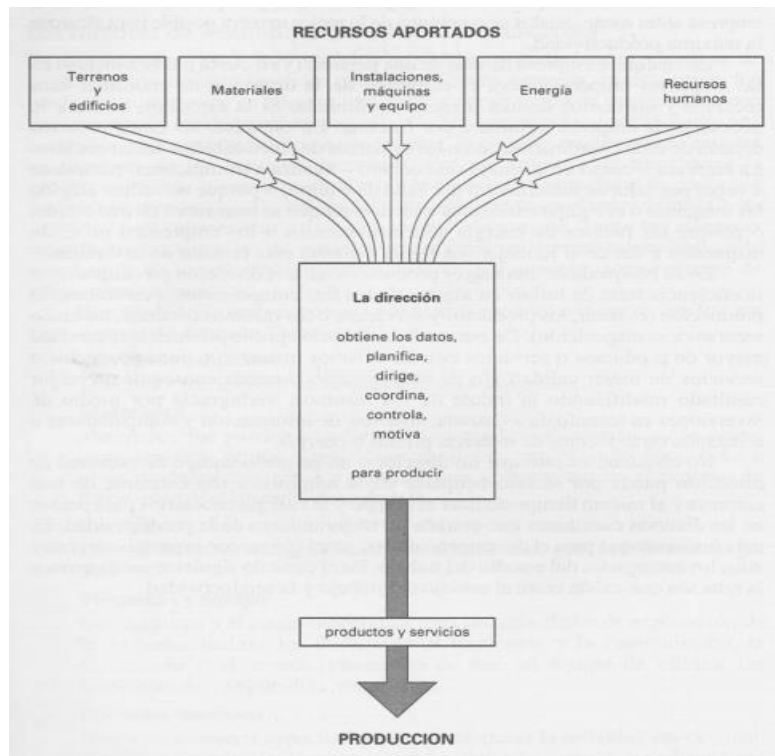 RECURSOS APORTADOS
Terrenos
y
edificios
Materiales
Instalaciones,
máquinas
y equipo
Energía
Recursos
humanos
La dirección
obtiene los datos,
planifica,
dirige,
coordina,
controla,
motiva
para producir
productos y servicios
PRODUCCION